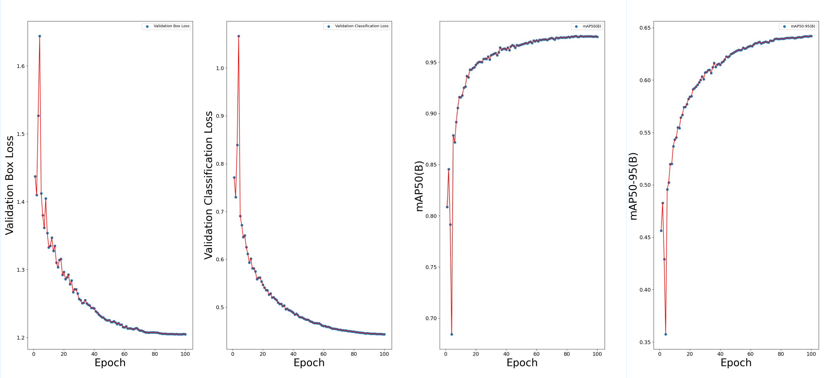 Validation Box Loss
Validation Box Loss
1.6
1.5
1.4
1.3
1.2
0 20 40 60 80 100
Epoch
Validation Classification Loss
Validation Classification Loss
1.0
0.9
0.8
0.7
0.6
0.5
0 20 40 60 80 100
Epoch
mAP50(B)
mAP50(B)
0.95
0.90
0.85
0.80
0.75
0.70
0 20 40 60 80 100
Epoch
mAP50-95(B)
mAP50-95(B)
0.65
0.60
0.55
0.50
0.45
0.40
0.35
0 20 40 60 80 100
Epoch